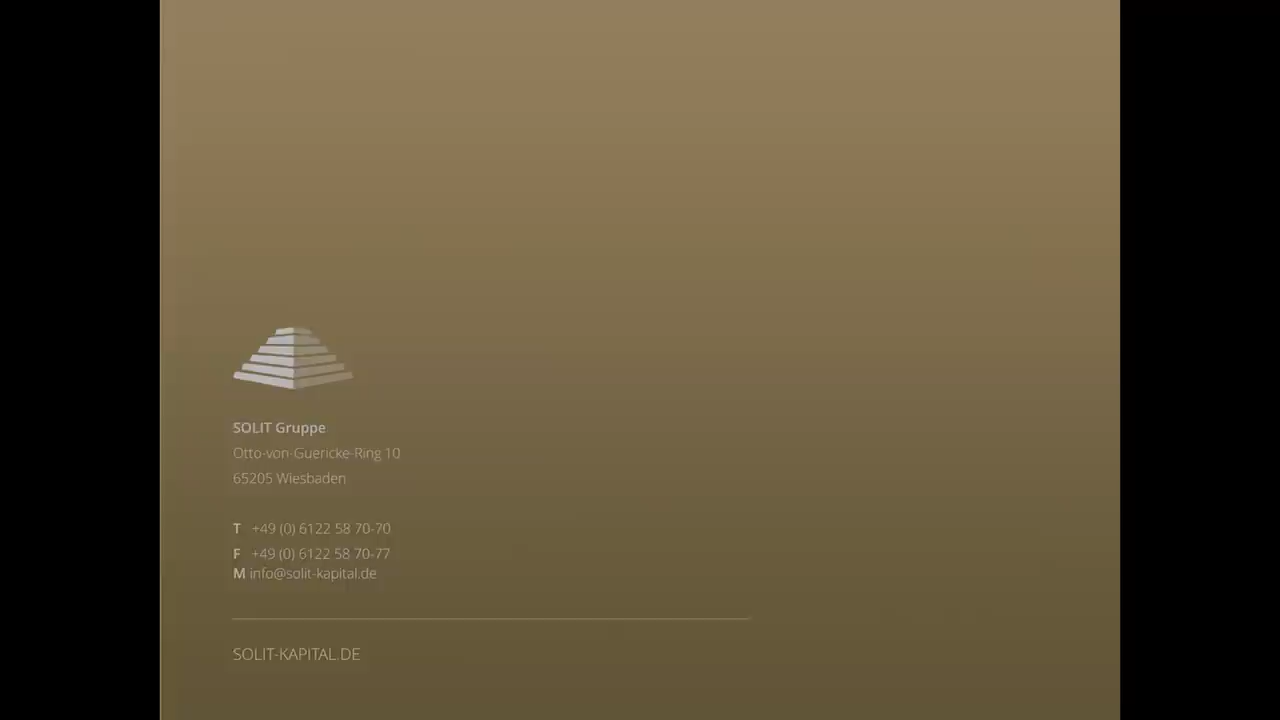 SOLIT Gruppe
Otto-von-Guericke-Ring 10
65205 Wiesbaden
T +49 (0) 6122 58 70-70
F +49 (0) 6122 58 70-77
M info@solit-kapital.de
SOLIT-KAPITAL.DE